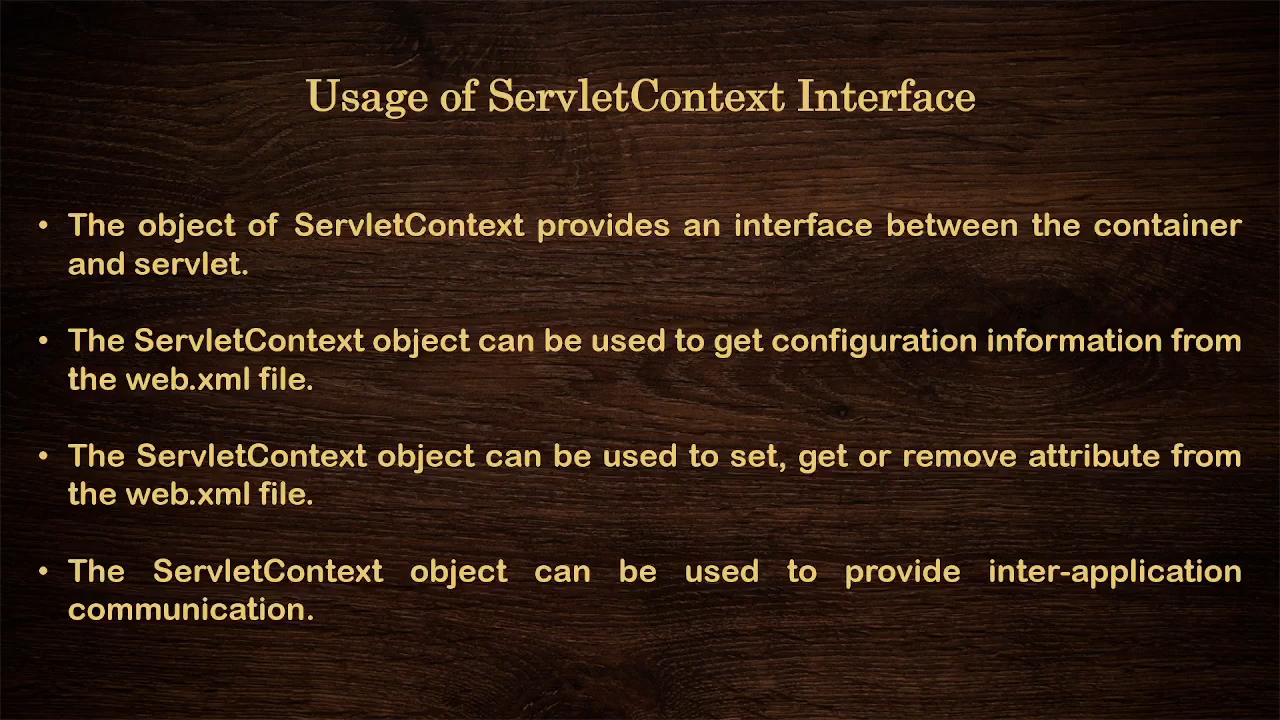 Usage of ServletContext Interface
• The object of ServletContext provides an interface between the container
and servlet.
• The ServletContext object can be used to get configuration information from
the web.xml file.
• The ServletContext object can be used to set, get or remove attribute from
the web.xml file.
• The ServletContext object can be used to provide inter-application
communication.